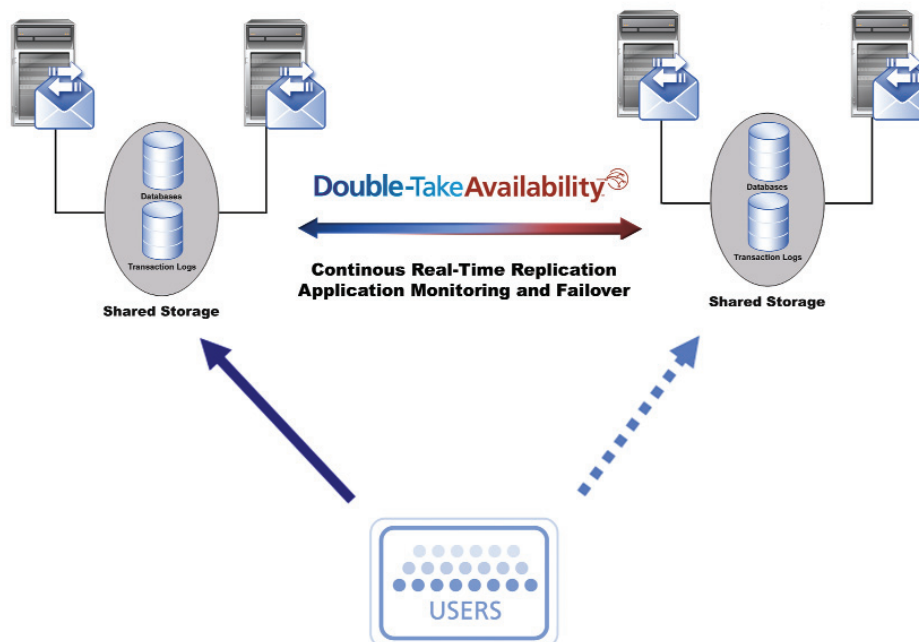 Databases
Transaction Logs
Shared Storage
Double-TakeAvailability
Continous Real-Time Replication
Application Monitoring and Failover
Databases
Transaction Logs
Shared Storage
USERS